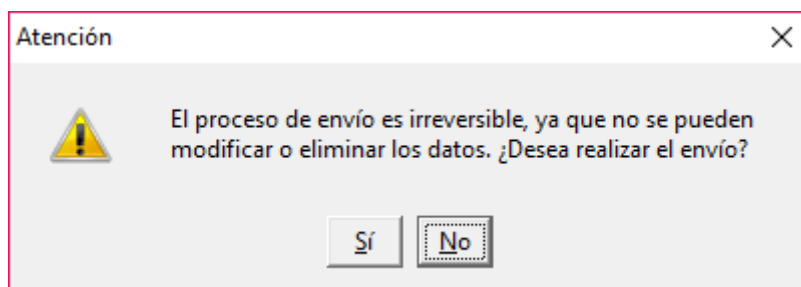 Atención
El proceso de envío es irreversible, ya que no se pueden
modificar o eliminar los datos. ¿Desea realizar el envío?
Sí No